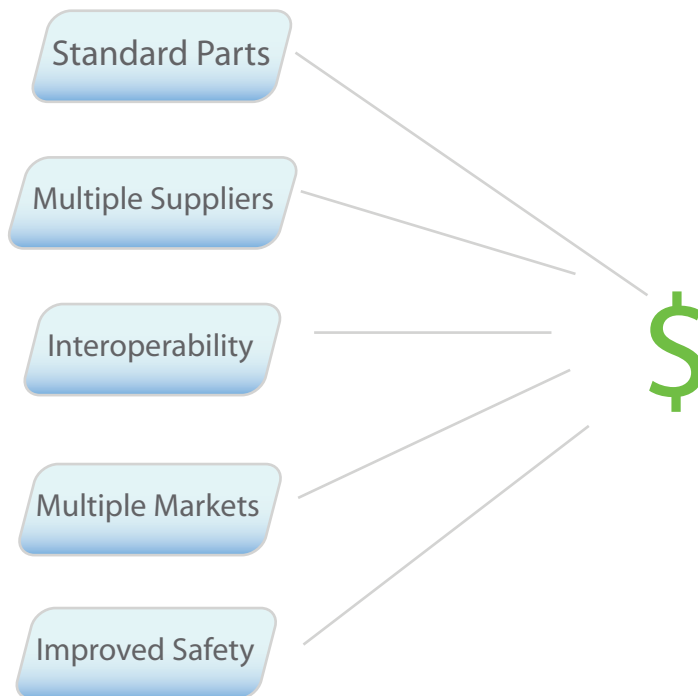 Standard Parts
Multiple Suppliers
Interoperability
$
Multiple Markets
Improved Safety